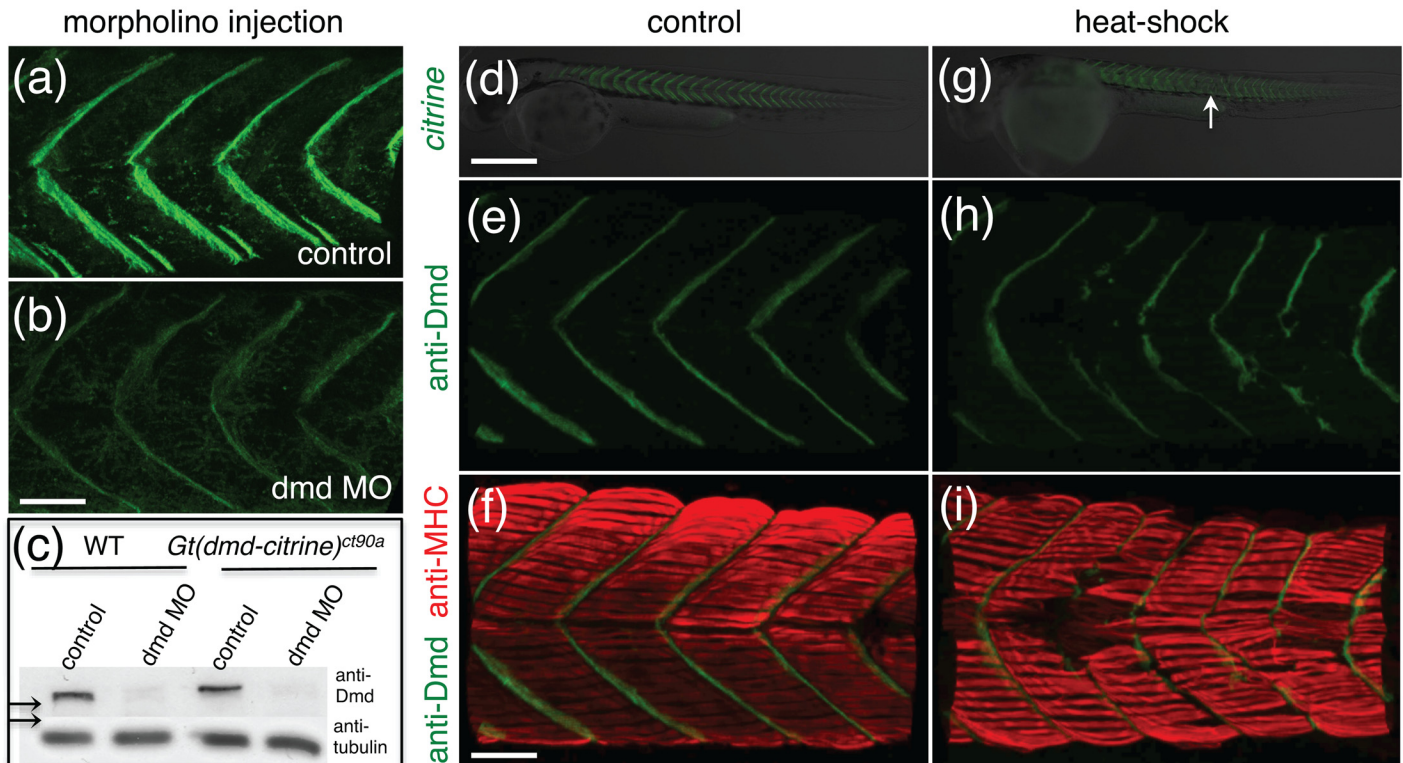 morpholino injection
control
heat-shock
(a)
control
(b)
dmd MO
(c)
WT
Gt(dmd-citrine)ct90a
control
dmd MO
control
dmd MO
anti-
Dmd
anti-
tubulin
citrine
anti-Dmd
anti-Dmd anti-MHC
(d)
(g)
(e)
(h)
(f)
(i)